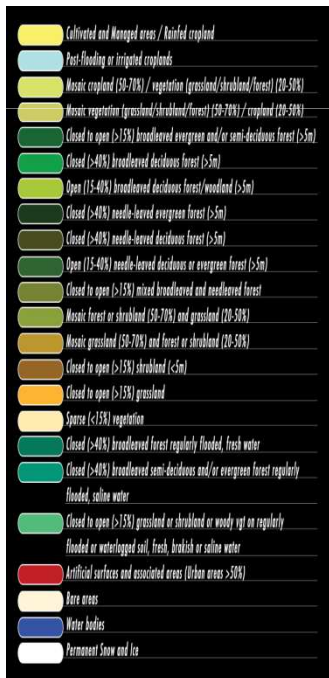 Cultivated and Managed areas / Rainfed cropland
Post-flooding or irrigated croplands
Mosaic cropland (50-70%) / vegetation (grassland/shrubland/forest) (20-50%)
Mosaic vegetation (grassland/shrubland/forest) (50-70%) / cropland (20-50%)
Closed to open (>15%) broadleaved evergreen and/or semi-deciduous forest (>5m)
Closed (>40%) broadleaved deciduous forest (>5m)
Open (15-40%) broadleaved deciduous forest/woodland (>5m)
Closed (>40%) needle-leaved evergreen forest (>5m)
Closed (>40%) needle-leaved deciduous forest (>5m)
Open (15-40%) needle-leaved deciduous or evergreen forest (>5m)
Closed to open (>15%) mixed broadleaved and needleaved forest
Mosaic forest or shrubland (50-70%) and grassland (20-50%)
Mosaic grassland (50-70%) and forest or shrubland (20-50%)
Closed to open (>15%) shrubland (<5m)
Closed to open (>15%) grassland
Sparse (<15%) vegetation
Closed (>40%) broadleaved forest regularly flooded, fresh water
Closed (>40%) broadleaved semi-deciduous and/or evergreen forest regularly
flooded, saline water
Closed to open (>15%) grassland or shrubland or woody vgt on regularly
flooded or waterlogged soil, fresh, brakish or saline water
Artificial surfaces and associated areas (Urban areas >50%)
Bare areas
Water bodies
Permanent Snow and Ice